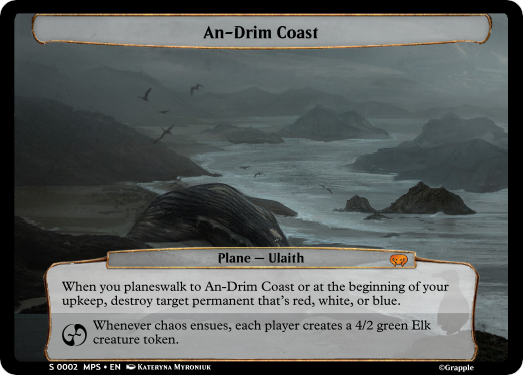 An-Drim Coast
Plane — Ulaith
When you planeswalk to An-Drim Coast or at the beginning of your
upkeep, destroy target permanent that's red, white, or blue.
Whenever chaos ensues, each player creates a 4/2 green Elk
creature token.
S 0002 MPS • EN Kateryna Myroniuk
©Grapple